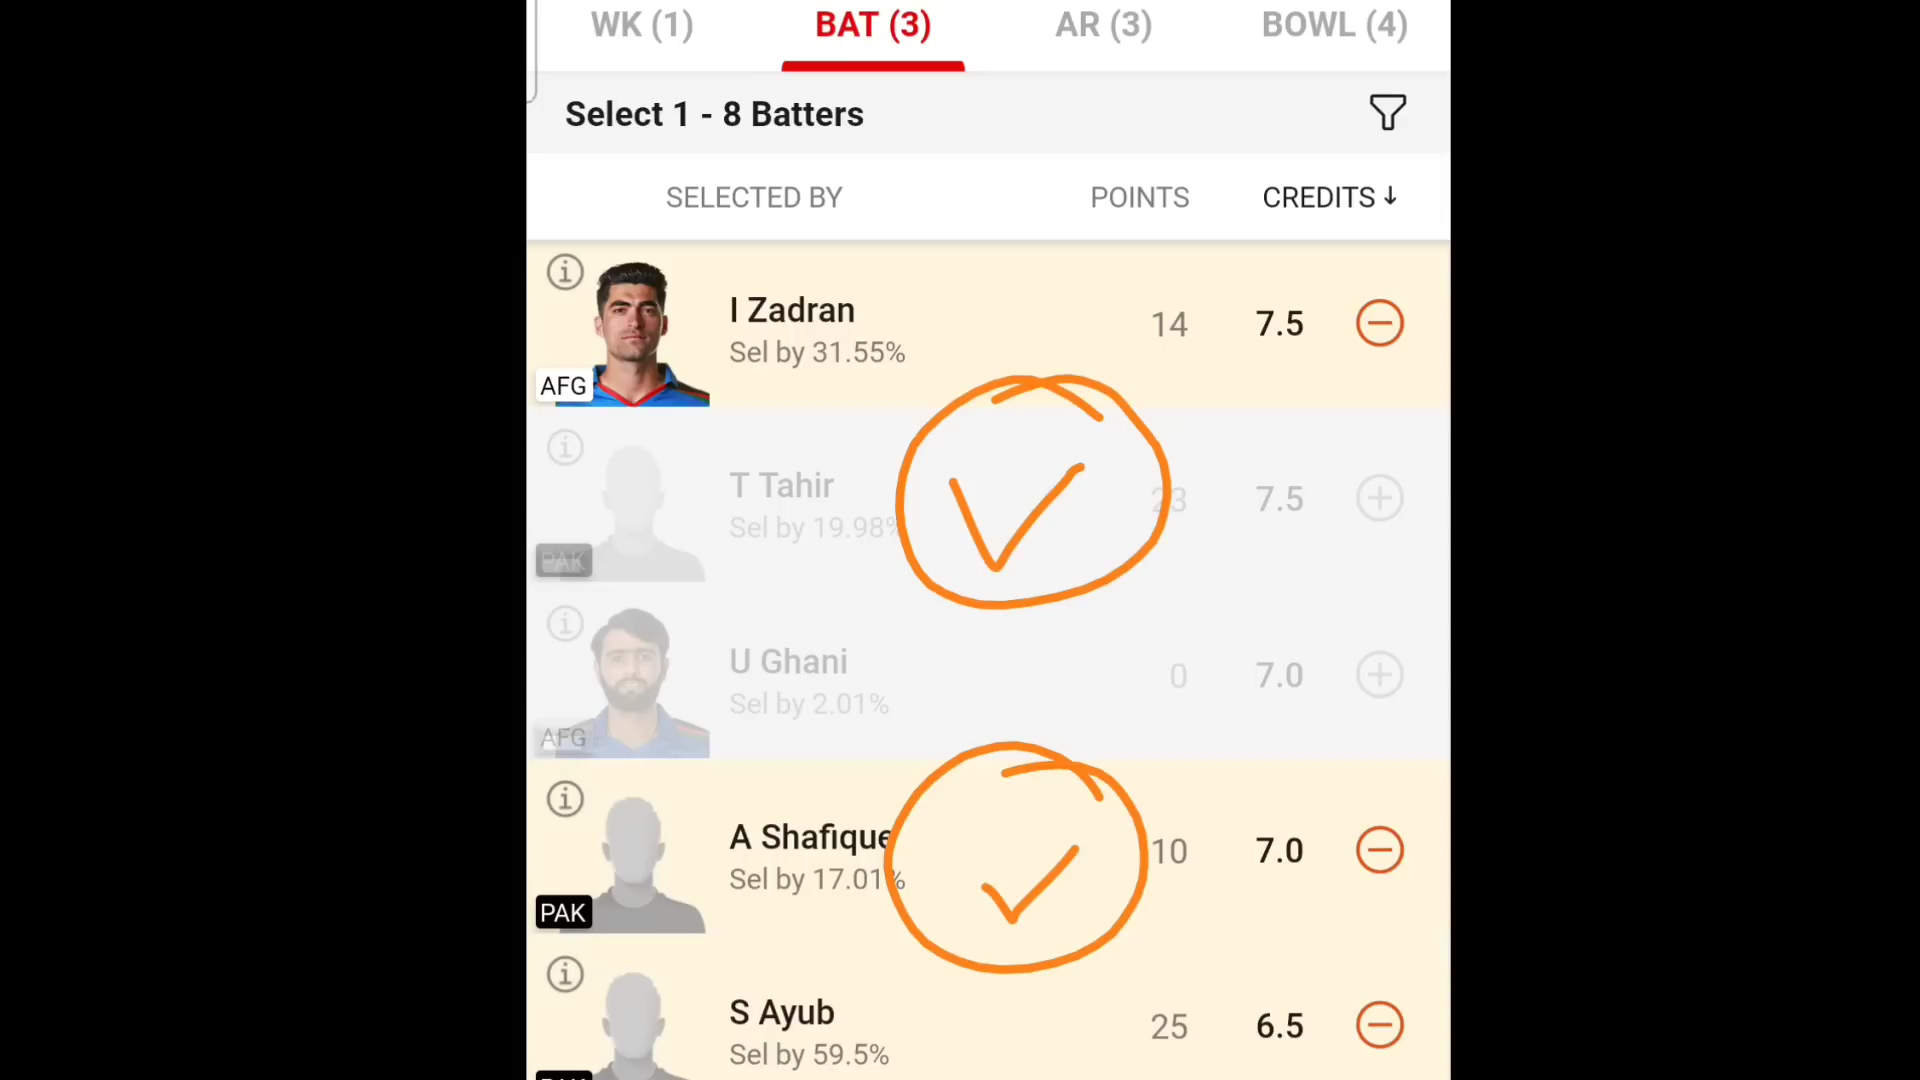 WK (1) BAT (3) AR (3) BOWL (4)
Select 1 - 8 Batters
SELECTED BY POINTS CREDITS↓
I Zadran
14 7.5
Sel by 31.55%
AFG
T Tahir
23 7.5
Sel by 19.98%
PAK
U Ghani
0 7.0
Sel by 2.01%
AFG
A Shafique
10 7.0
Sel by 17.01%
PAK
S Ayub
25 6.5
Sel by 59.5%